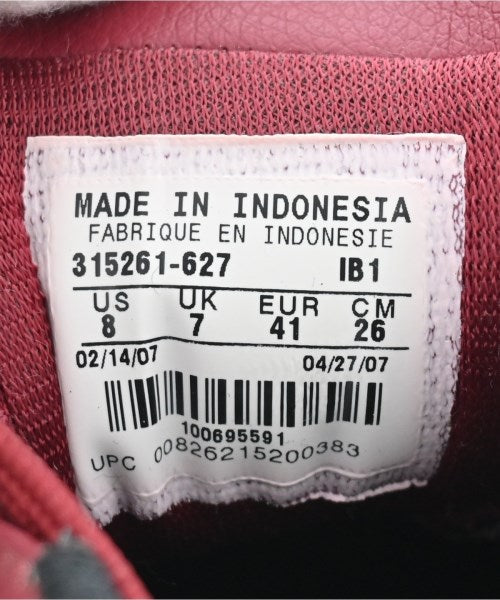 MADE IN INDONESIA
FABRIQUE EN INDONESIE
315261-627 IB1
US UK EUR CM
8 7 41 26
02/14/07 04/27/07
100695591
UPC 00826215200383